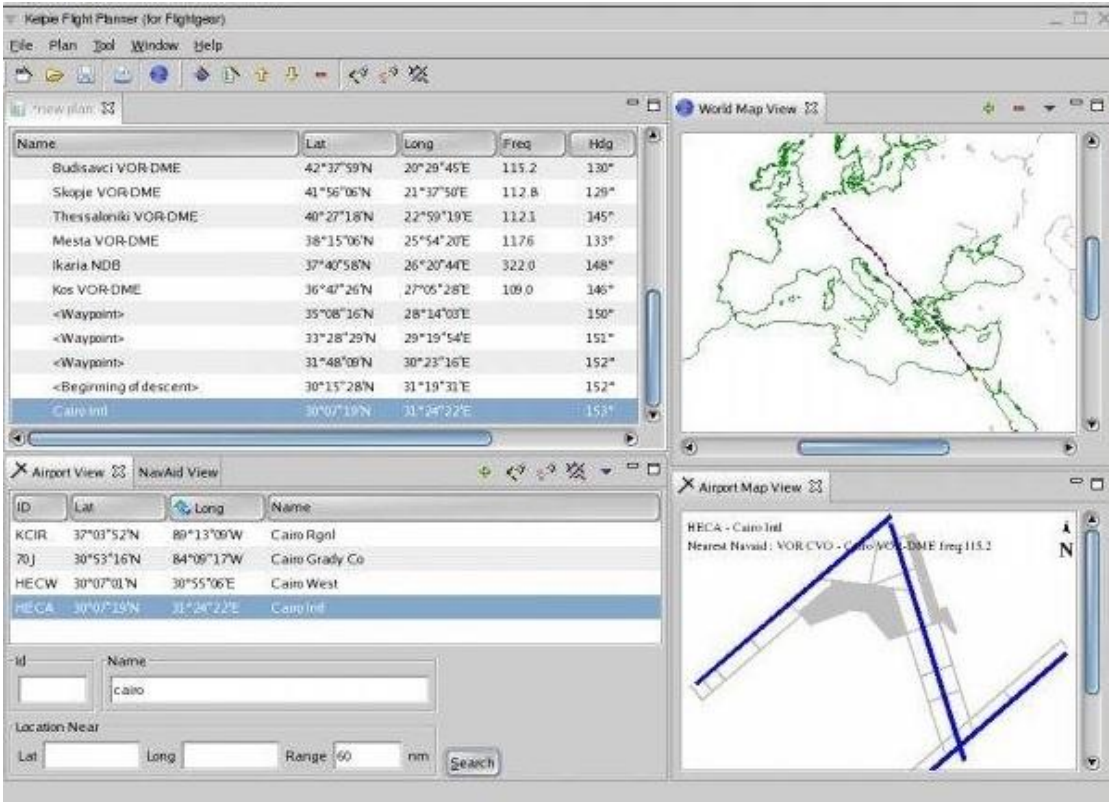 Kelpie Flight Planner (for Flightgear)
File Plan Tool Window Help
*new plan
Name Lat Long Freq Hdg
Budisavci VOR-DME 42°37"59'N 20°29"45'E 115.2 130°
Skopje VOR-DME 41°56"06'N 21°37"50'E 112.8 129°
Thessaloniki VOR-DME 40°27"18'N 22°59"19'E 112.1 145°
Mesta VOR-DME 38°15"06'N 25°54"20'E 117.6 133°
Ikaria NDB 37°40"58'N 26°20"44'E 322.0 148°
Kos VOR-DME 36°47"26'N 27°05"28'E 109.0 146°
<Waypoint> 35°08"16'N 28°14"03'E 150°
<Waypoint> 33°28"29'N 29°19"54'E 151°
<Waypoint> 31°48"09'N 30°23"16'E 152°
<Beginning of descent> 30°15"28'N 31°19"31'E 152°
Cairo Intl 30°07"19'N 31°24"22'E 153°
World Map View
Airport View NavAid View
ID Lat Long Name
KCIR 37°03"52'N 89°13"09'W Cairo Rgnl
70J 30°53"16'N 84°09"17'W Cairo Grady Co
HECW 30°07"01'N 30°55"06'E Cairo West
HECA 30°07"19'N 31°24"22'E Cairo Intl
Id Name
cairo
Location Near
Lat Long Range 60 nm Search
Airport Map View
HECA - Cairo Intl
Nearest Navaid : VOR CVO - Cairo VOR-DME freq 115.2
N